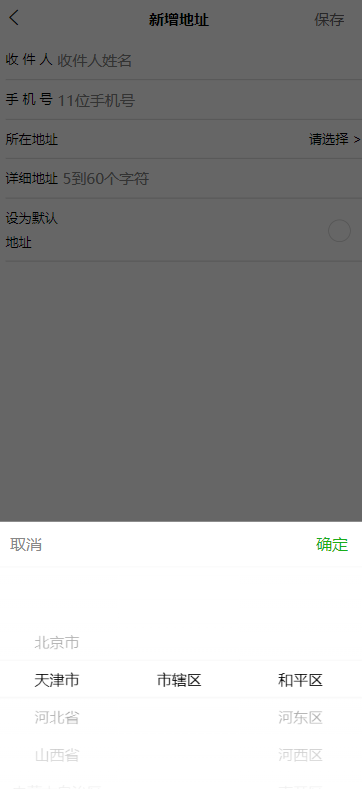 新增地址 保存
收 件 人 收件人姓名
手 机 号 11位手机号
所在地址 请选择 >
详细地址 5到60个字符
设为默认
地址
取消 确定
北京市
天津市 市辖区 和平区
河北省 河东区
山西省 河西区